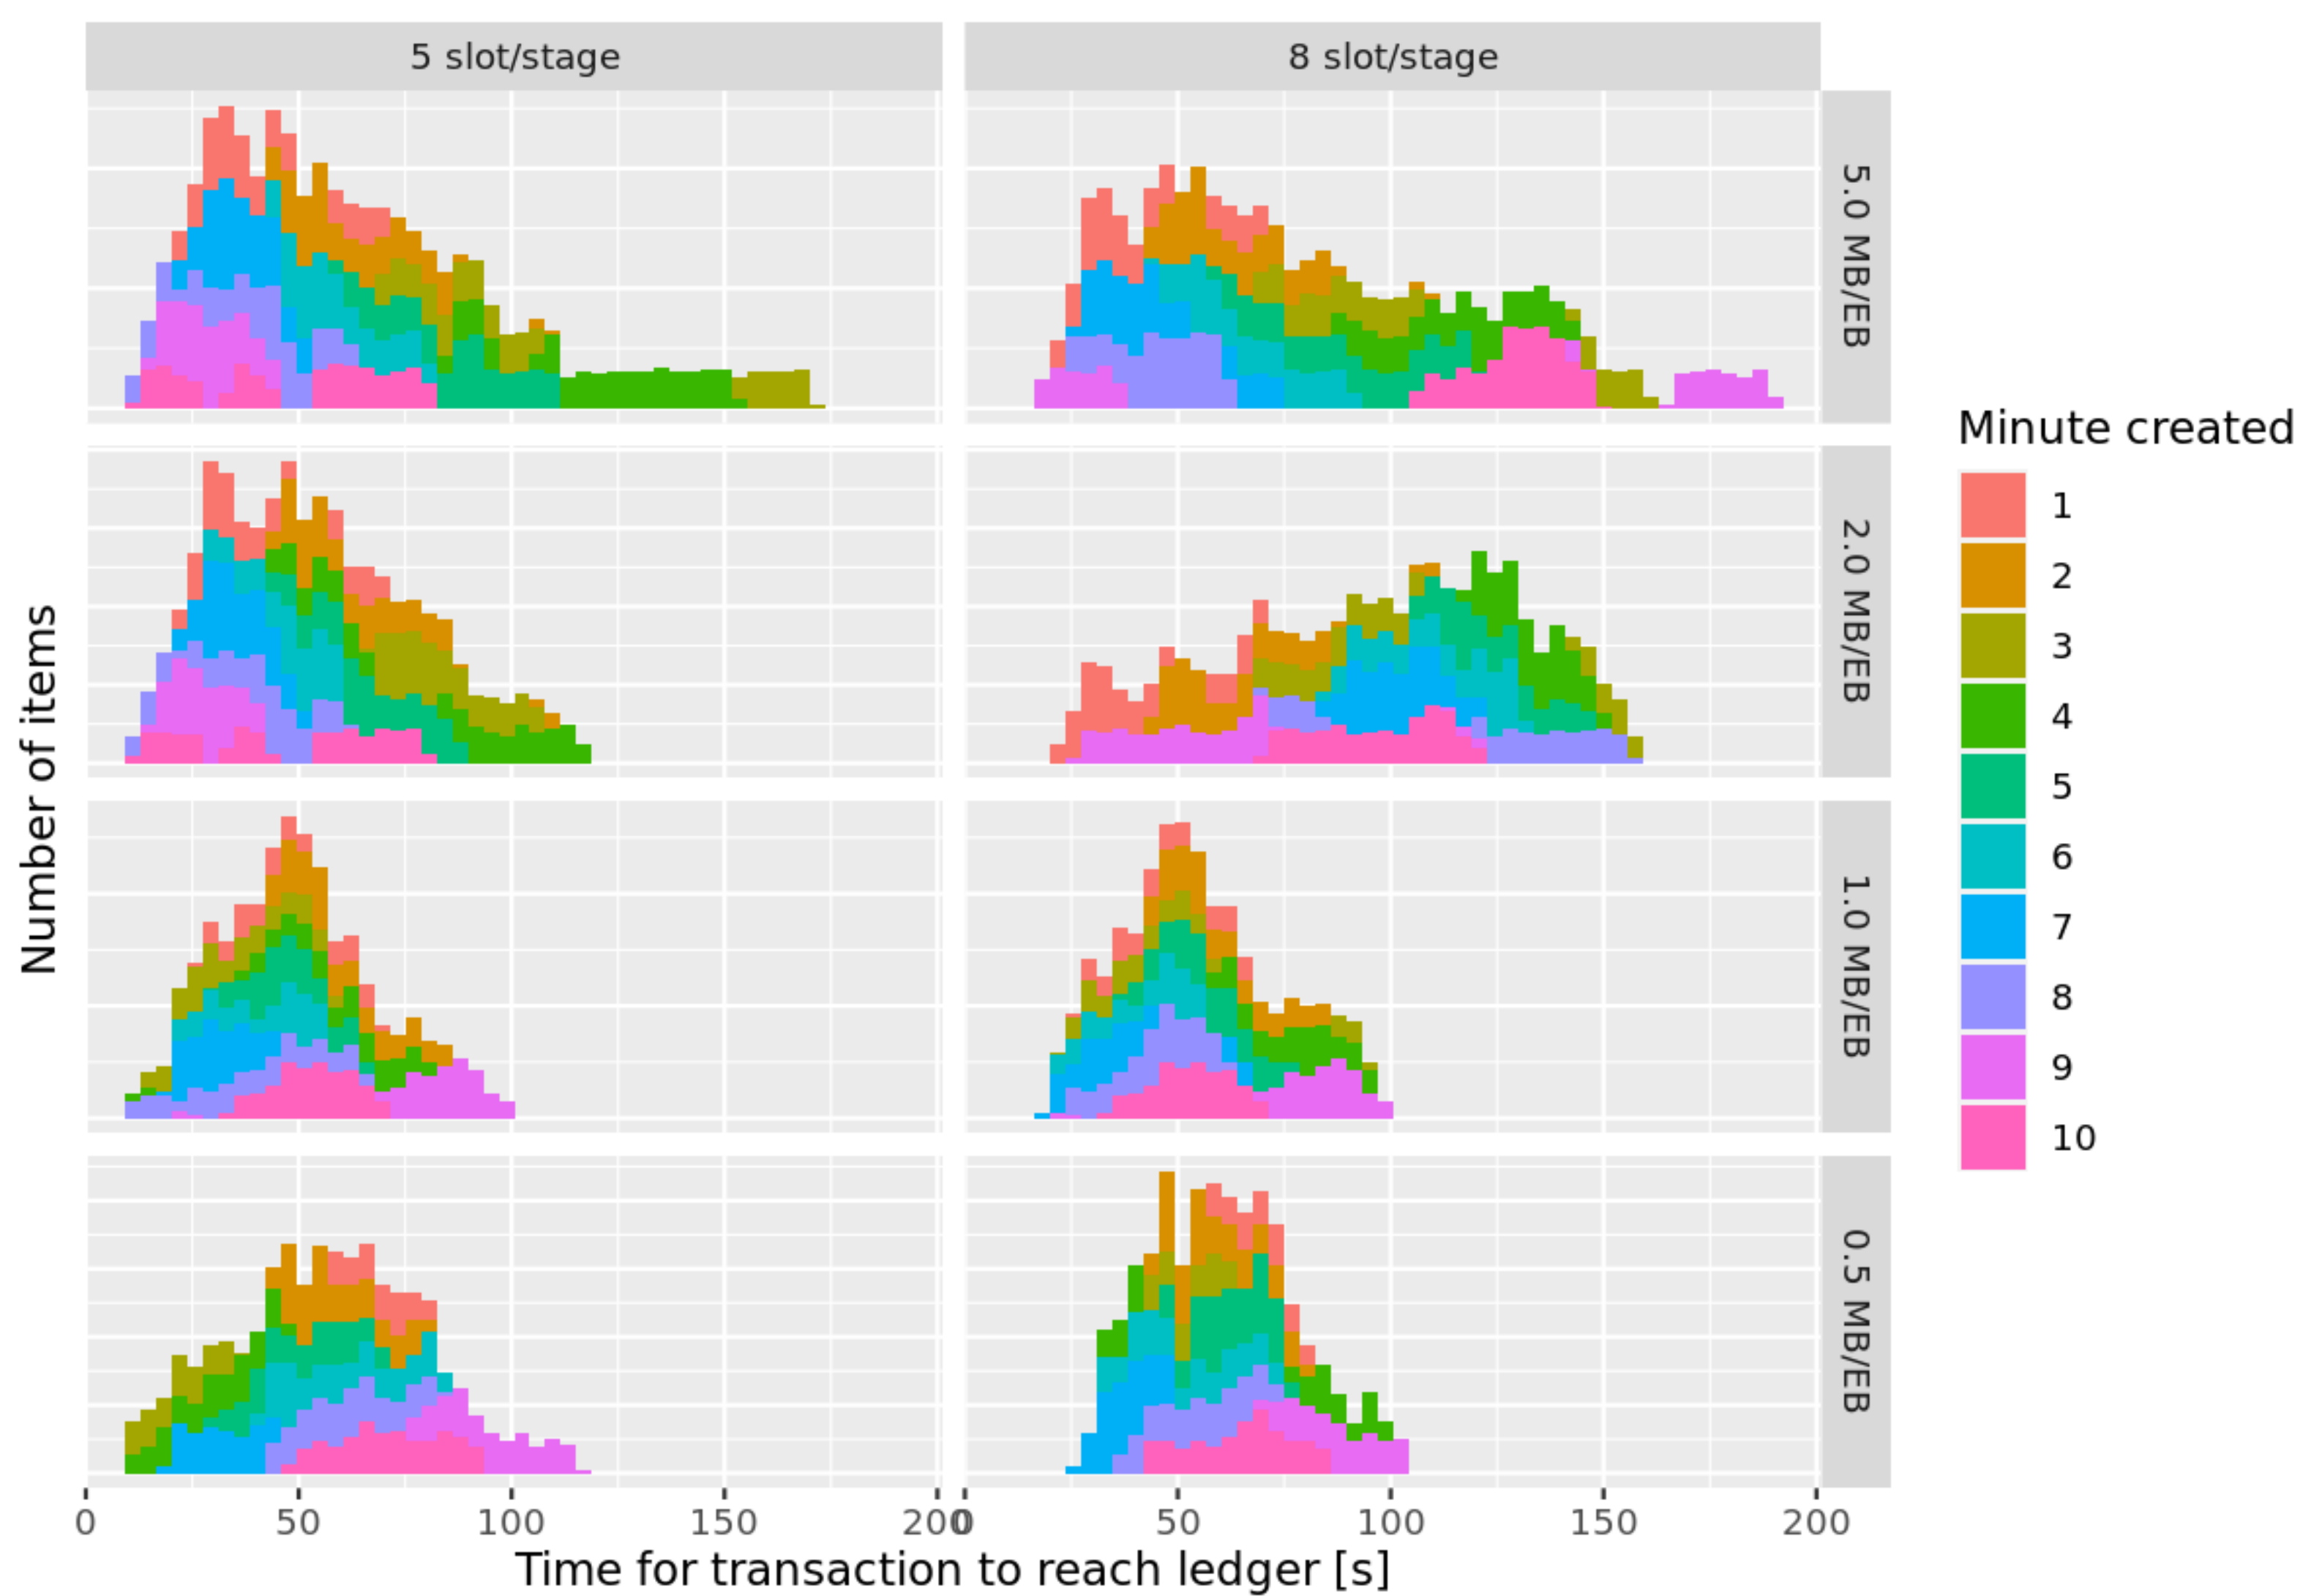 5 slot/stage
8 slot/stage
5.0 MB/EB
2.0 MB/EB
1.0 MB/EB
0.5 MB/EB
Number of items
0 50 100 150 200
0 50 100 150 200
Time for transaction to reach ledger [s]
Minute created
1
2
3
4
5
6
7
8
9
10